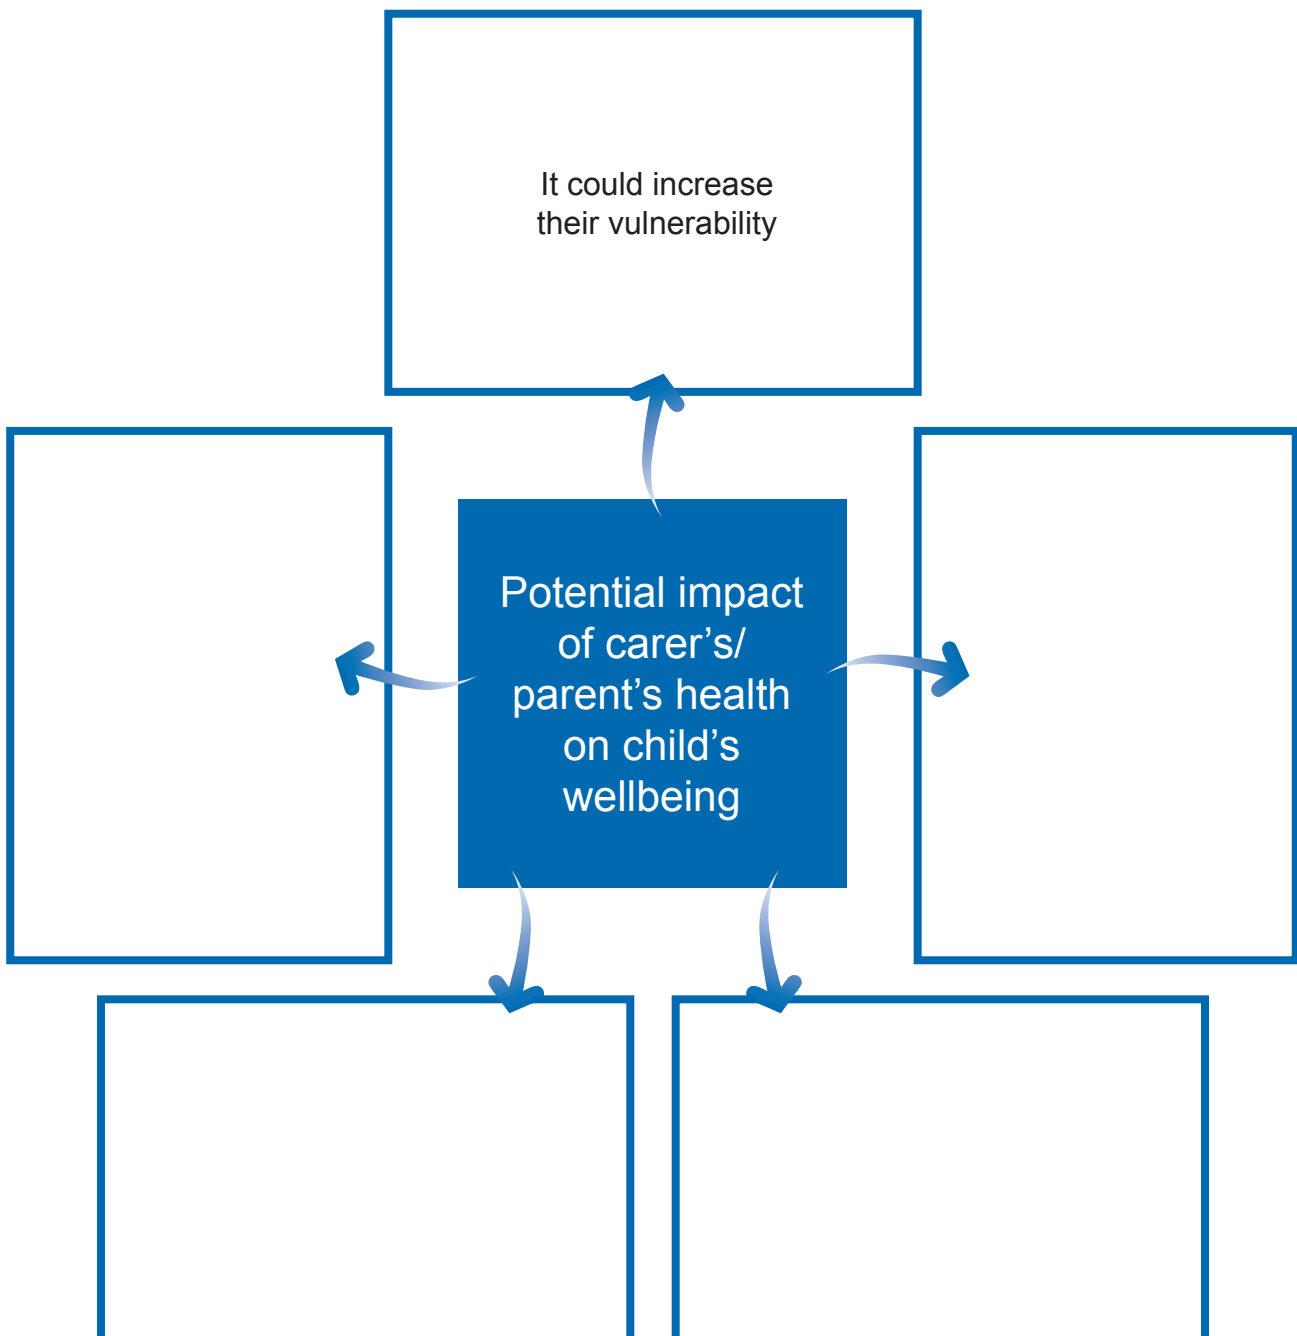 It could increase
their vulnerability
Potential impact
of carer’s/
parent’s health
on child’s
wellbeing